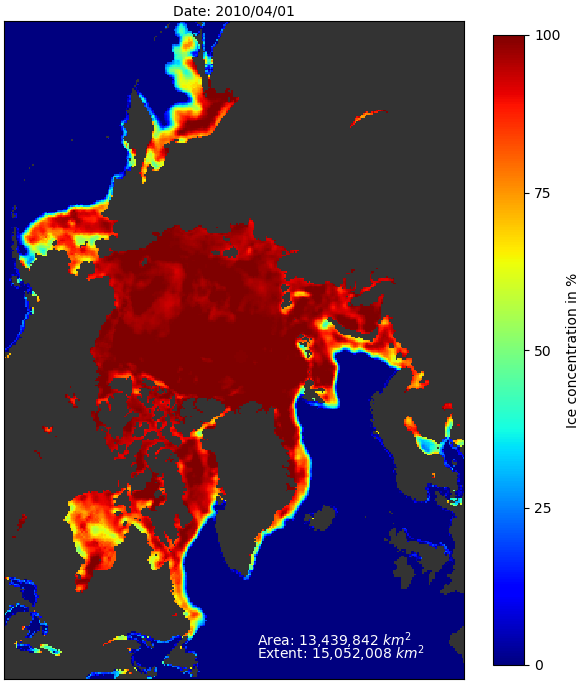 Date: 2010/04/01
100
75
50
25
0
Ice concentration in %
Area: 13,439,842 km²
Extent: 15,052,008 km²